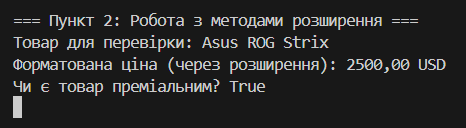 === Пункт 2: Робота з методами розширення ===
Товар для перевірки: Asus ROG Strix
Форматована ціна (через розширення): 2500,00 USD
Чи є товар преміальним? True